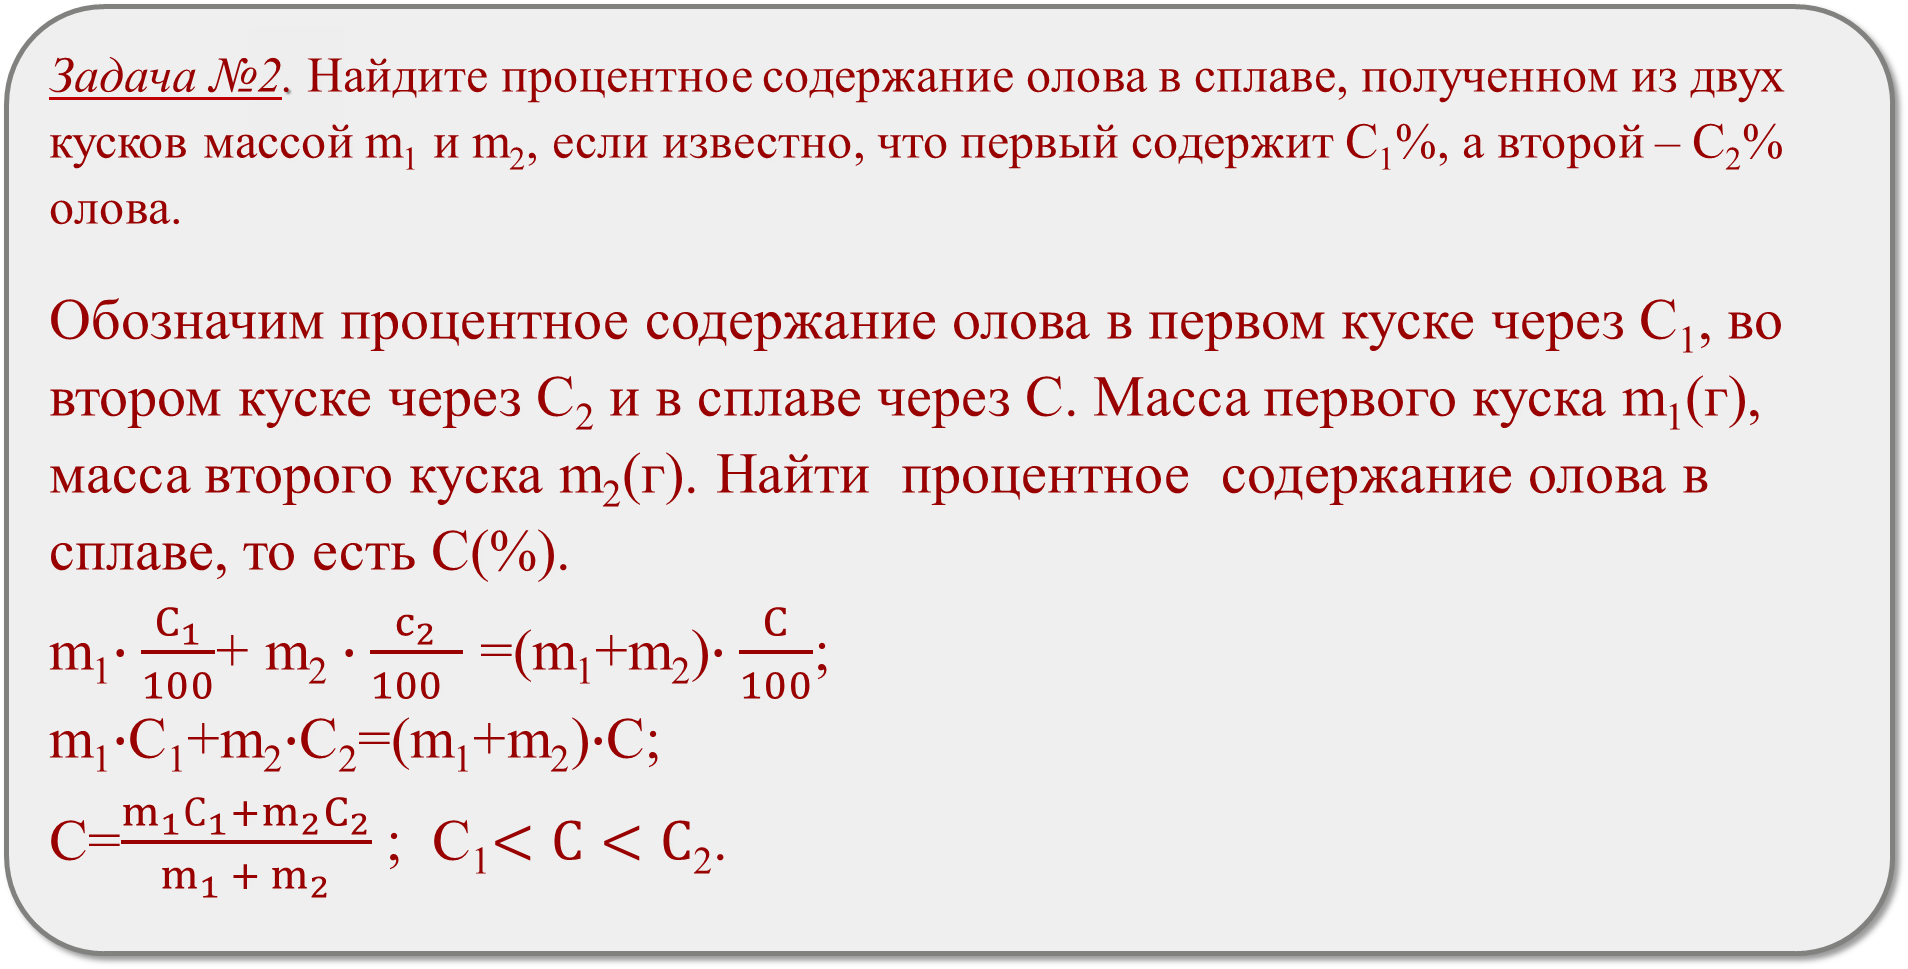 Задача №2. Найдите процентное содержание олова в сплаве, полученном из двух
кусков массой m₁ и m₂, если известно, что первый содержит C₁%, а второй – C₂%
олова.
Обозначим процентное содержание олова в первом куске через C₁, во
втором куске через C₂ и в сплаве через C. Масса первого куска m₁(г),
масса второго куска m₂(г). Найти процентное содержание олова в
сплаве, то есть C(%).
m₁· C₁/100 + m₂ · c₂/100 =(m₁+m₂)· C/100;
m₁·C₁+m₂·C₂=(m₁+m₂)·C;
C= (m₁C₁+m₂C₂)/(m₁ + m₂) ; C₁< C < C₂.